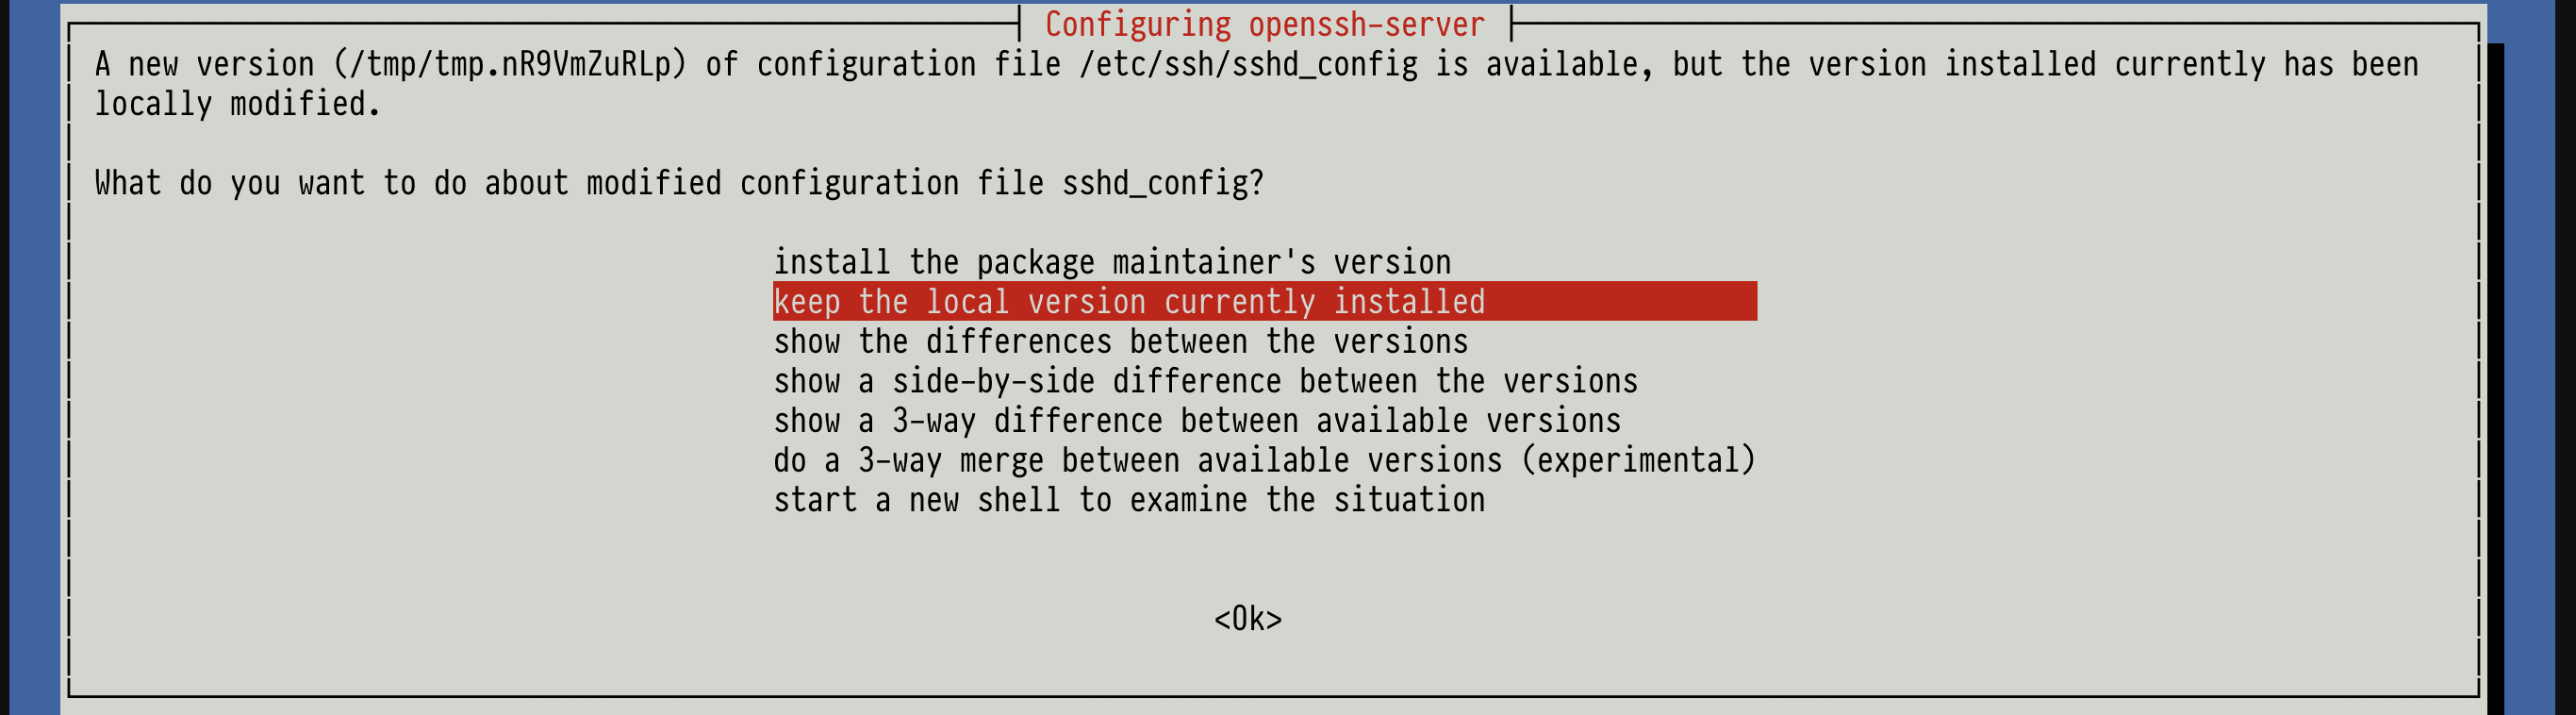 Configuring openssh-server
A new version (/tmp/tmp.nR9VmZuRLp) of configuration file /etc/ssh/sshd_config is available, but the version installed currently has been
locally modified.
What do you want to do about modified configuration file sshd_config?
install the package maintainer's version
keep the local version currently installed
show the differences between the versions
show a side-by-side difference between the versions
show a 3-way difference between available versions
do a 3-way merge between available versions (experimental)
start a new shell to examine the situation
<Ok>